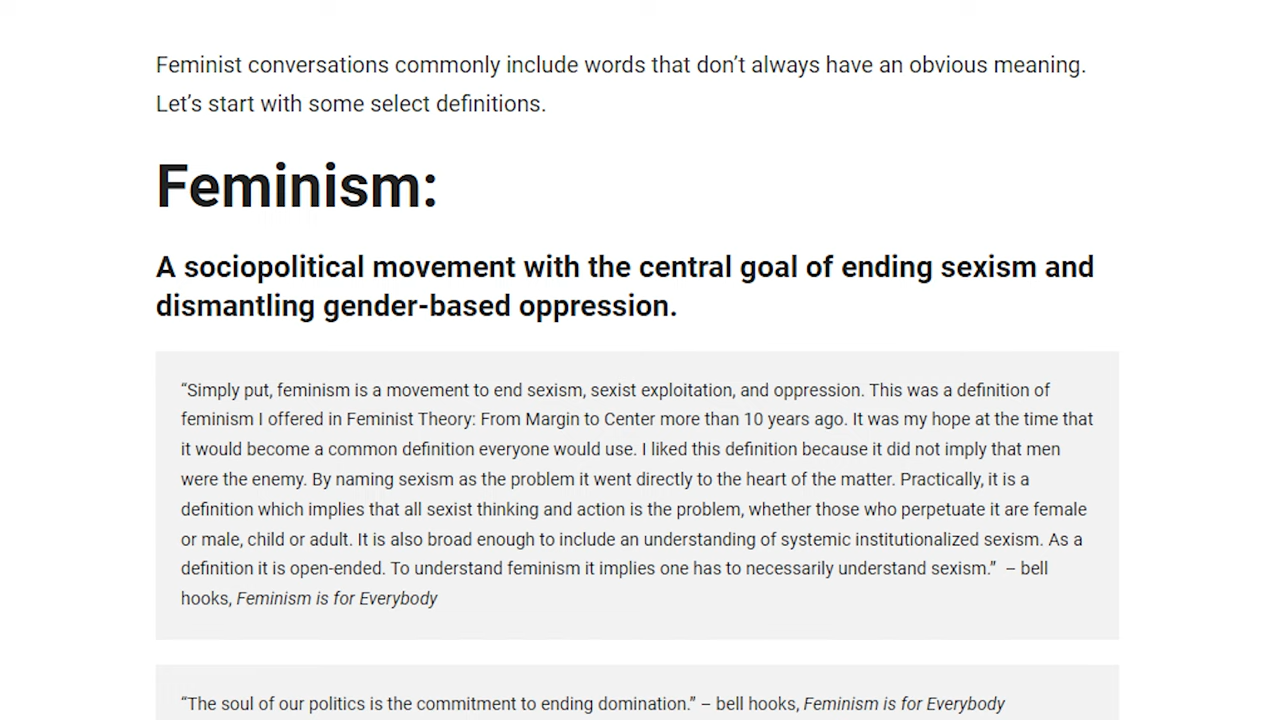 Feminist conversations commonly include words that don’t always have an obvious meaning.
Let’s start with some select definitions.
Feminism:
A sociopolitical movement with the central goal of ending sexism and
dismantling gender-based oppression.
“Simply put, feminism is a movement to end sexism, sexist exploitation, and oppression. This was a definition of
feminism I offered in Feminist Theory: From Margin to Center more than 10 years ago. It was my hope at the time that
it would become a common definition everyone would use. I liked this definition because it did not imply that men
were the enemy. By naming sexism as the problem it went directly to the heart of the matter. Practically, it is a
definition which implies that all sexist thinking and action is the problem, whether those who perpetuate it are female
or male, child or adult. It is also broad enough to include an understanding of systemic institutionalized sexism. As a
definition it is open-ended. To understand feminism it implies one has to necessarily understand sexism.” – bell
hooks, Feminism is for Everybody
“The soul of our politics is the commitment to ending domination.” – bell hooks, Feminism is for Everybody